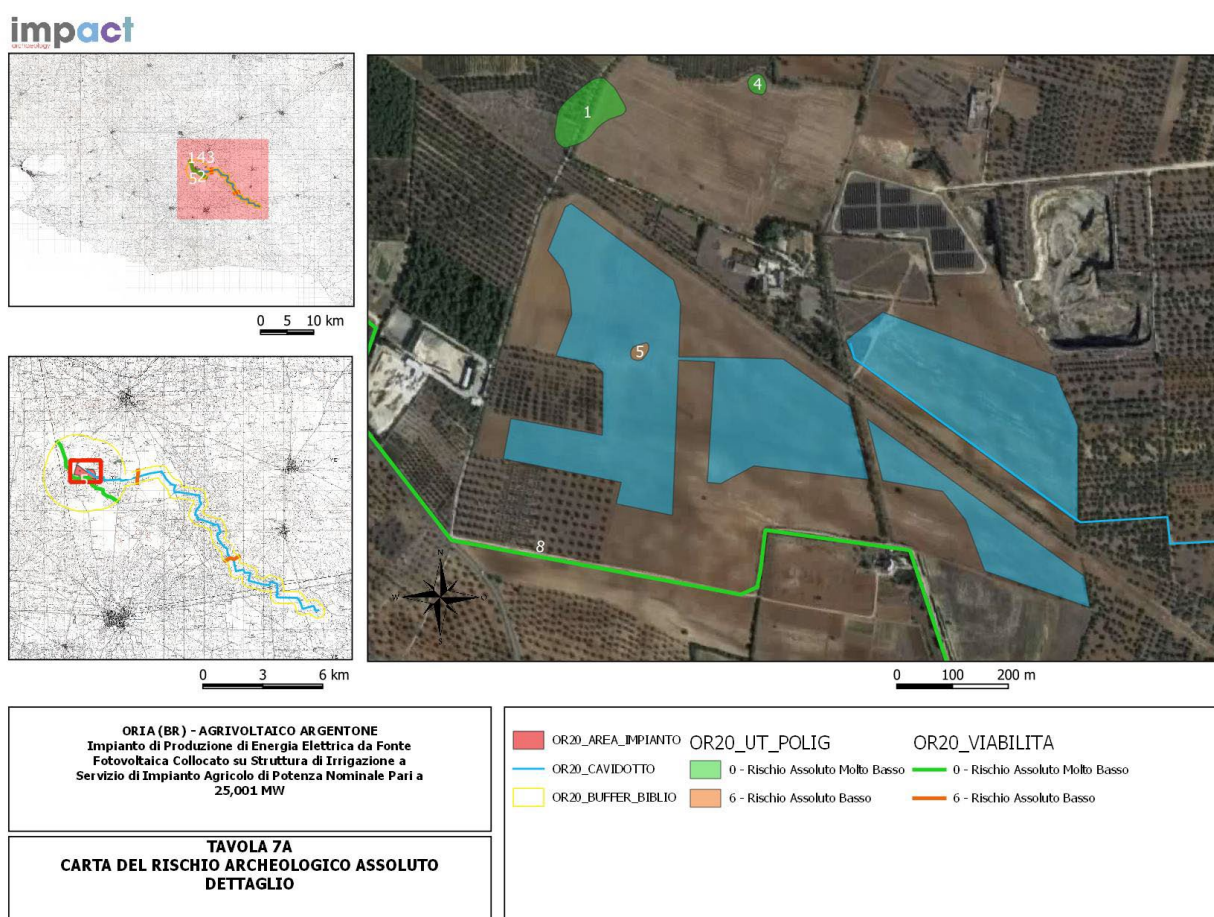 impact
archaeology
143
52
0 5 10 km
0 3 6 km
1
4
5
8
N
W
O
S
0 100 200 m
ORIA (BR) - AGRIVOLTAICO ARGENTONE
Impianto di Produzione di Energia Elettrica da Fonte
Fotovoltaica Collocato su Struttura di Irrigazione a
Servizio di Impianto Agricolo di Potenza Nominale Pari a
25,001 MW
TAVOLA 7A
CARTA DEL RISCHIO ARCHEOLOGICO ASSOLUTO
DETTAGLIO
OR20_AREA_IMPIANTO
OR20_CAVIDOTTO
OR20_BUFFER_BIBLIO
OR20_UT_POLIG
0 - Rischio Assoluto Molto Basso
6 - Rischio Assoluto Basso
OR20_VIABILITA
0 - Rischio Assoluto Molto Basso
6 - Rischio Assoluto Basso